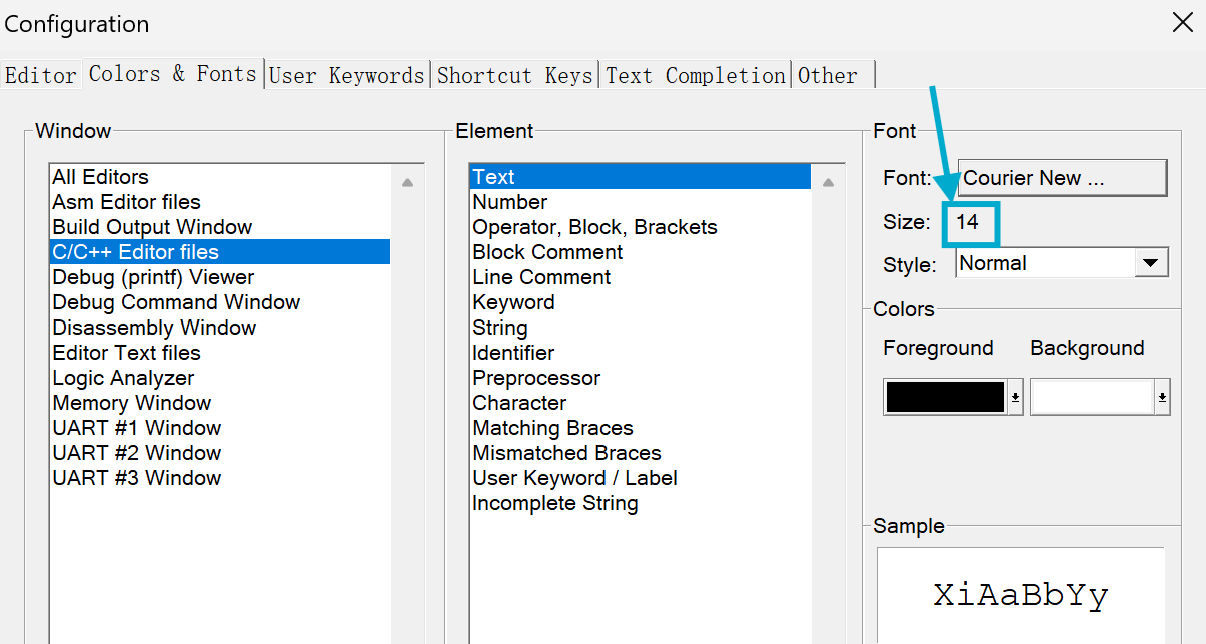 Configuration
Editor Colors & Fonts User Keywords Shortcut Keys Text Completion Other
Window
All Editors
Asm Editor files
Build Output Window
C/C++ Editor files
Debug (printf) Viewer
Debug Command Window
Disassembly Window
Editor Text files
Logic Analyzer
Memory Window
UART #1 Window
UART #2 Window
UART #3 Window
Element
Text
Number
Operator, Block, Brackets
Block Comment
Line Comment
Keyword
String
Identifier
Preprocessor
Character
Matching Braces
Mismatched Braces
User Keyword / Label
Incomplete String
Font
Font: Courier New ...
Size: 14
Style: Normal
Colors
Foreground Background
Sample
XiAaBbYy